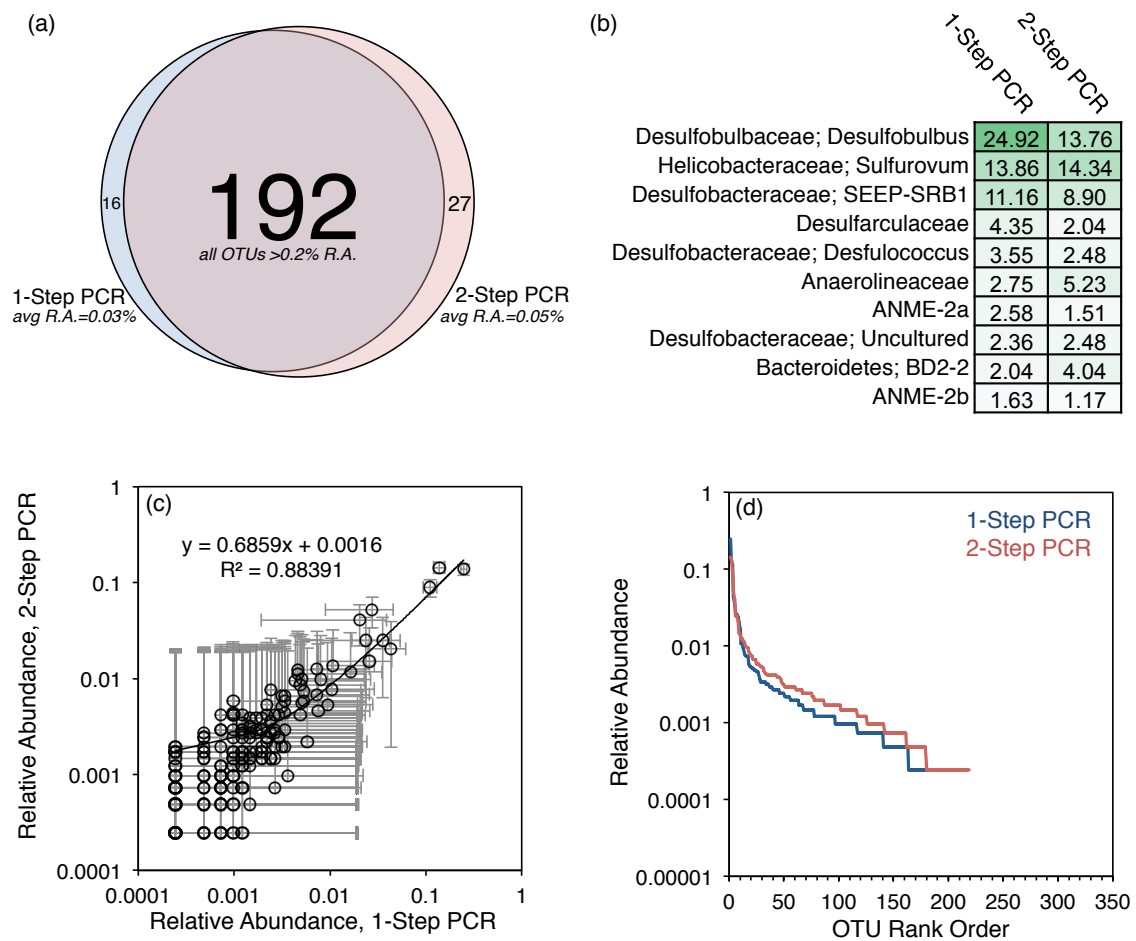 (a)
16
192
all OTUs >0.2% R.A.
27
1-Step PCR
avg R.A.=0.03%
2-Step PCR
avg R.A.=0.05%
(b)
1-Step PCR
2-Step PCR
Desulfobulbaceae; Desulfobulbus 24.92 13.76
Helicobacteraceae; Sulfurovum 13.86 14.34
Desulfobacteraceae; SEEP-SRB1 11.16 8.90
Desulfarculaceae 4.35 2.04
Desulfobacteraceae; Desfulococcus 3.55 2.48
Anaerolineaceae 2.75 5.23
ANME-2a 2.58 1.51
Desulfobacteraceae; Uncultured 2.36 2.48
Bacteroidetes; BD2-2 2.04 4.04
ANME-2b 1.63 1.17
(c)
y = 0.6859x + 0.0016
R² = 0.88391
Relative Abundance, 2-Step PCR
1
0.1
0.01
0.001
0.0001
0.0001 0.001 0.01 0.1 1
Relative Abundance, 1-Step PCR
(d)
1-Step PCR
2-Step PCR
Relative Abundance
1
0.1
0.01
0.001
0.0001
0.00001
0 50 100 150 200 250 300 350
OTU Rank Order